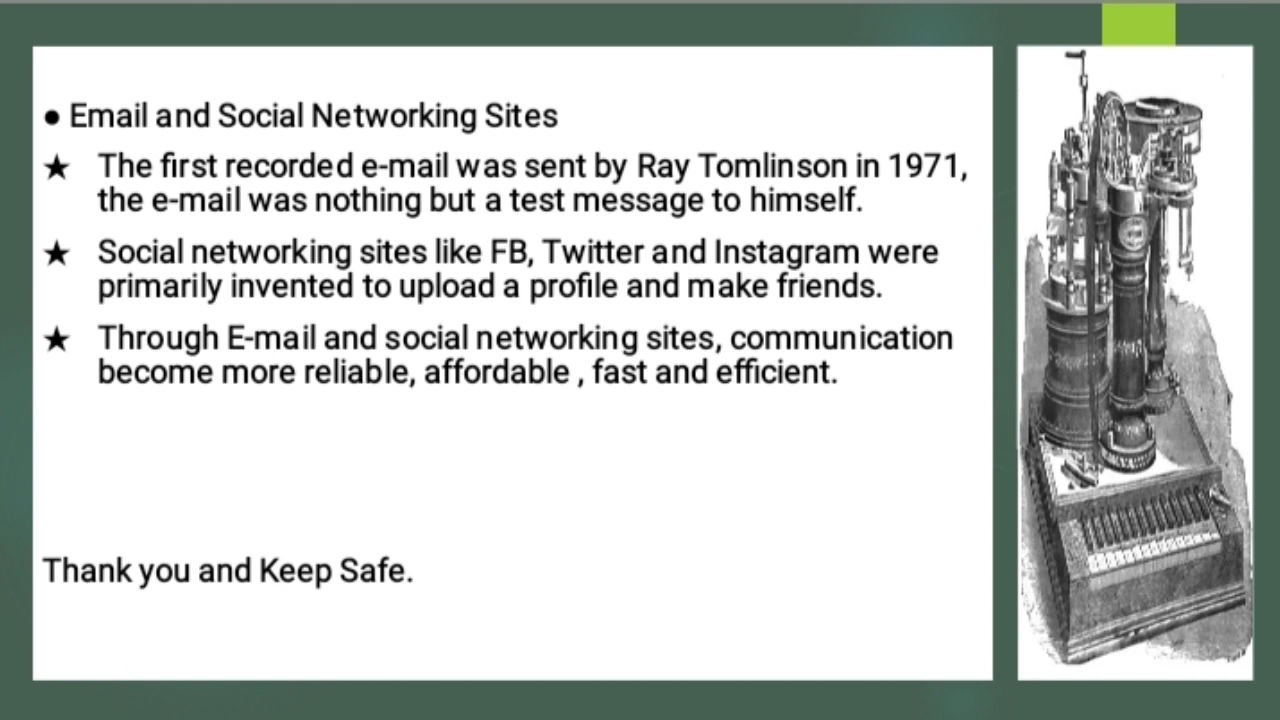 ● Email and Social Networking Sites
★ The first recorded e-mail was sent by Ray Tomlinson in 1971,
the e-mail was nothing but a test message to himself.
★ Social networking sites like FB, Twitter and Instagram were
primarily invented to upload a profile and make friends.
★ Through E-mail and social networking sites, communication
become more reliable, affordable , fast and efficient.
Thank you and Keep Safe.